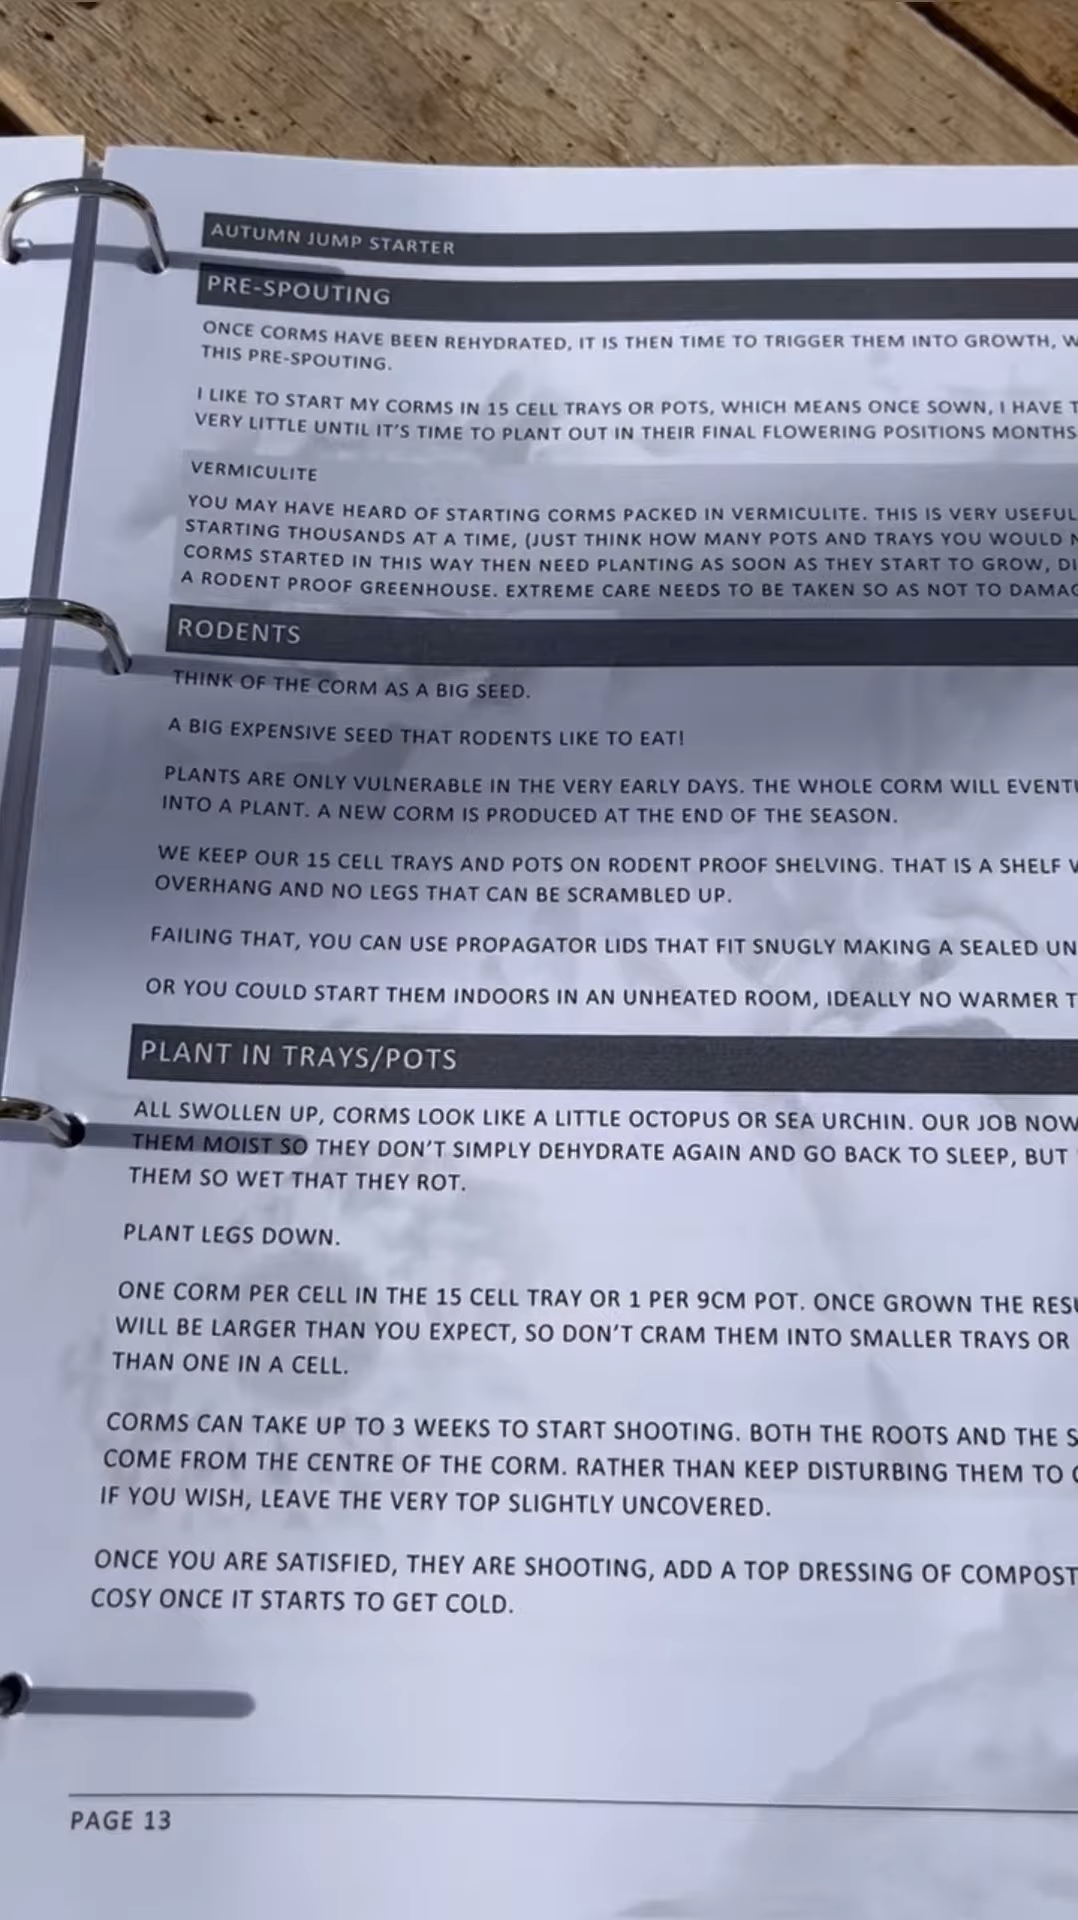 AUTUMN JUMP STARTER
PRE-SPOUTING
ONCE CORMS HAVE BEEN REHYDRATED, IT IS THEN TIME TO TRIGGER THEM INTO GROWTH,
THIS PRE-SPOUTING.
I LIKE TO START MY CORMS IN 15 CELL TRAYS OR POTS, WHICH MEANS ONCE SOWN, I HAVE
VERY LITTLE UNTIL IT'S TIME TO PLANT OUT IN THEIR FINAL FLOWERING POSITIONS MONTHS
VERMICULITE
YOU MAY HAVE HEARD OF STARTING CORMS PACKED IN VERMICULITE. THIS IS VERY USEFUL
STARTING THOUSANDS AT A TIME, (JUST THINK HOW MANY POTS AND TRAYS YOU WOULD
CORMS STARTED IN THIS WAY THEN NEED PLANTING AS SOON AS THEY START TO GROW,
A RODENT PROOF GREENHOUSE. EXTREME CARE NEEDS TO BE TAKEN SO AS NOT TO
RODENTS
THINK OF THE CORM AS A BIG SEED.
A BIG EXPENSIVE SEED THAT RODENTS LIKE TO EAT!
PLANTS ARE ONLY VULNERABLE IN THE VERY EARLY DAYS. THE WHOLE CORM WILL
INTO A PLANT. A NEW CORM IS PRODUCED AT THE END OF THE SEASON.
WE KEEP OUR 15 CELL TRAYS AND POTS ON RODENT PROOF SHELVING. THAT IS A SHELF
OVERHANG AND NO LEGS THAT CAN BE SCRAMBLED UP.
FAILING THAT, YOU CAN USE PROPAGATOR LIDS THAT FIT SNUGLY MAKING A SEALED
OR YOU COULD START THEM INDOORS IN AN UNHEATED ROOM, IDEALLY NO WARMER
PLANT IN TRAYS/POTS
ALL SWOLLEN UP, CORMS LOOK LIKE A LITTLE OCTOPUS OR SEA URCHIN. OUR JOB NOW
THEM MOIST SO THEY DON'T SIMPLY DEHYDRATE AGAIN AND GO BACK TO SLEEP, BUT
THEM SO WET THAT THEY ROT.
PLANT LEGS DOWN.
ONE CORM PER CELL IN THE 15 CELL TRAY OR 1 PER 9CM POT. ONCE GROWN THE
WILL BE LARGER THAN YOU EXPECT, SO DON'T CRAM THEM INTO SMALLER TRAYS OR
THAN ONE IN A CELL.
CORMS CAN TAKE UP TO 3 WEEKS TO START SHOOTING. BOTH THE ROOTS AND THE
COME FROM THE CENTRE OF THE CORM. RATHER THAN KEEP DISTURBING THEM TO
IF YOU WISH, LEAVE THE VERY TOP SLIGHTLY UNCOVERED.
ONCE YOU ARE SATISFIED, THEY ARE SHOOTING, ADD A TOP DRESSING OF COMPOST
COSY ONCE IT STARTS TO GET COLD.
PAGE 13